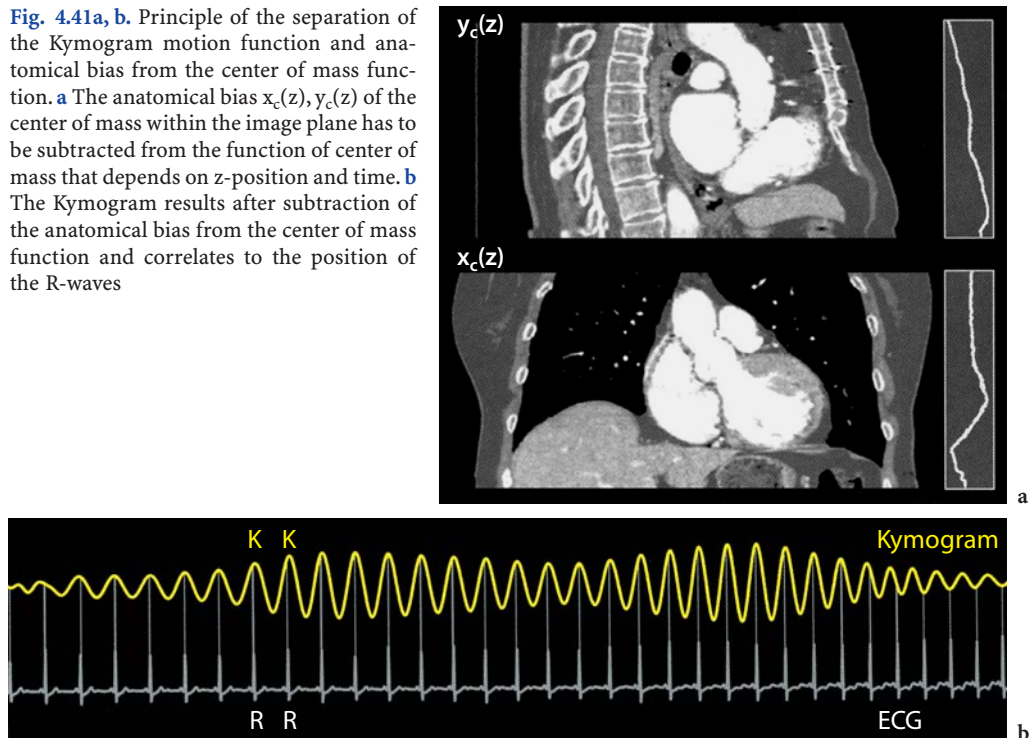 Fig. 4.41a, b. Principle of the separation of
the Kymogram motion function and ana-
tomical bias from the center of mass func-
tion. a The anatomical bias x_c(z), y_c(z) of the
center of mass within the image plane has to
be subtracted from the function of center of
mass that depends on z-position and time. b
The Kymogram results after subtraction of
the anatomical bias from the center of mass
function and correlates to the position of
the R-waves
y_c(z)
x_c(z)
a
K K
Kymogram
R R
ECG
b